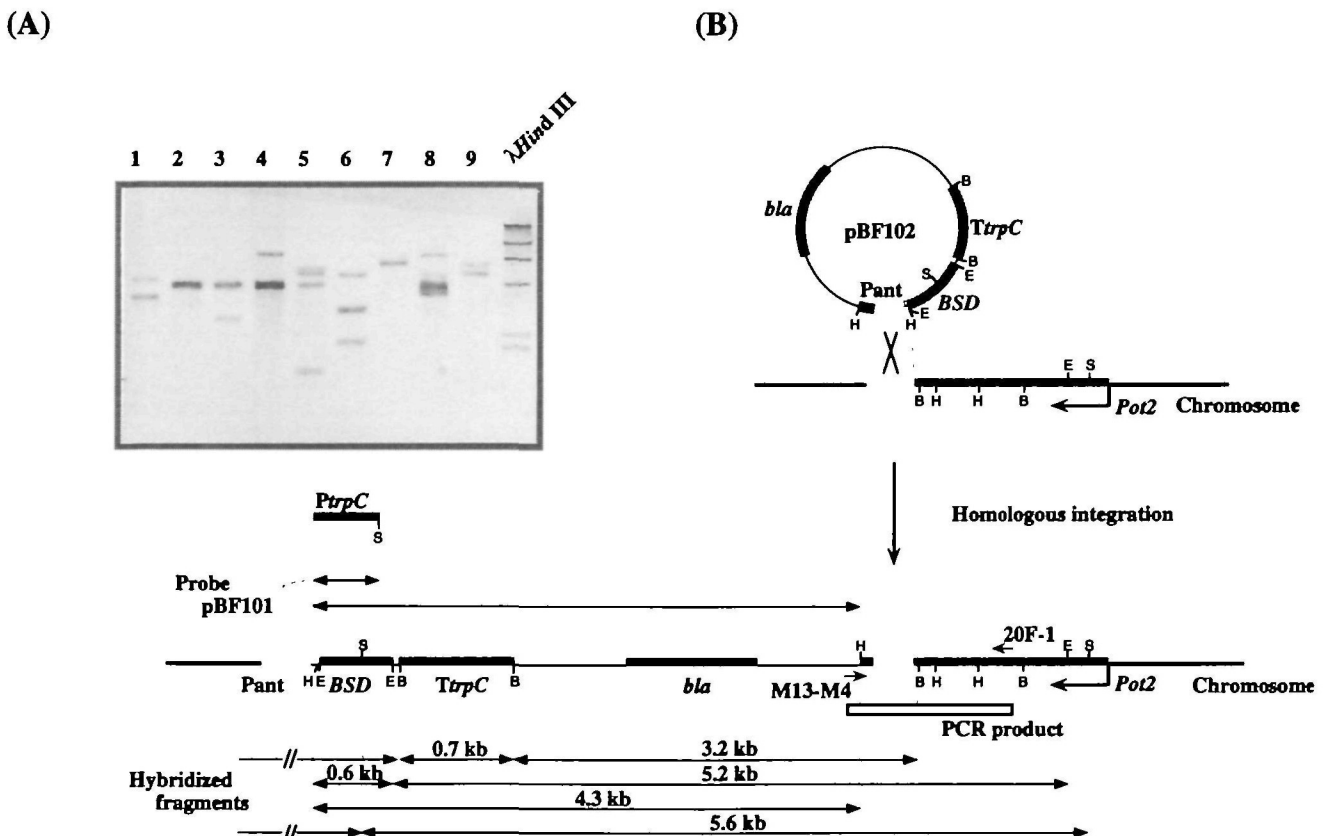 (A)
(B)
1 2 3 4 5 6 7 8 9 λHind III
bla
pBF102
B
TtrpC
B
E
S
BSD
Pant
H
E
H
E S
B H H B
Pot2
Chromosome
Homologous integration
PtrpC
S
Probe
pBF101
S
H
20F-1
E S
Pant
H E BSD E B TtrpC B
bla
M13-M4
B H H B
Pot2
Chromosome
PCR product
0.7 kb
3.2 kb
Hybridized
fragments
0.6 kb
5.2 kb
4.3 kb
5.6 kb